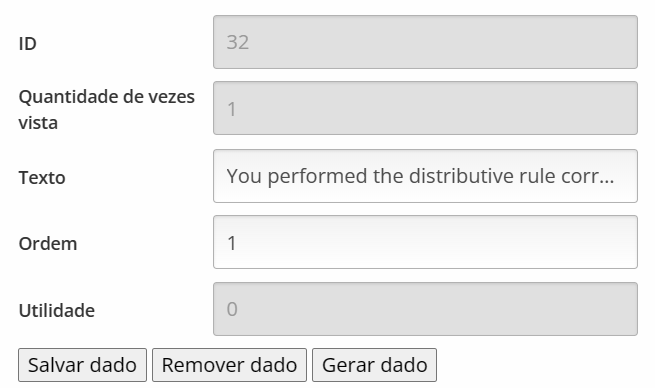 ID
32
Quantidade de vezes
vista
1
Texto
You performed the distributive rule corr...
Ordem
1
Utilidade
0
Salvar dado
Remover dado
Gerar dado